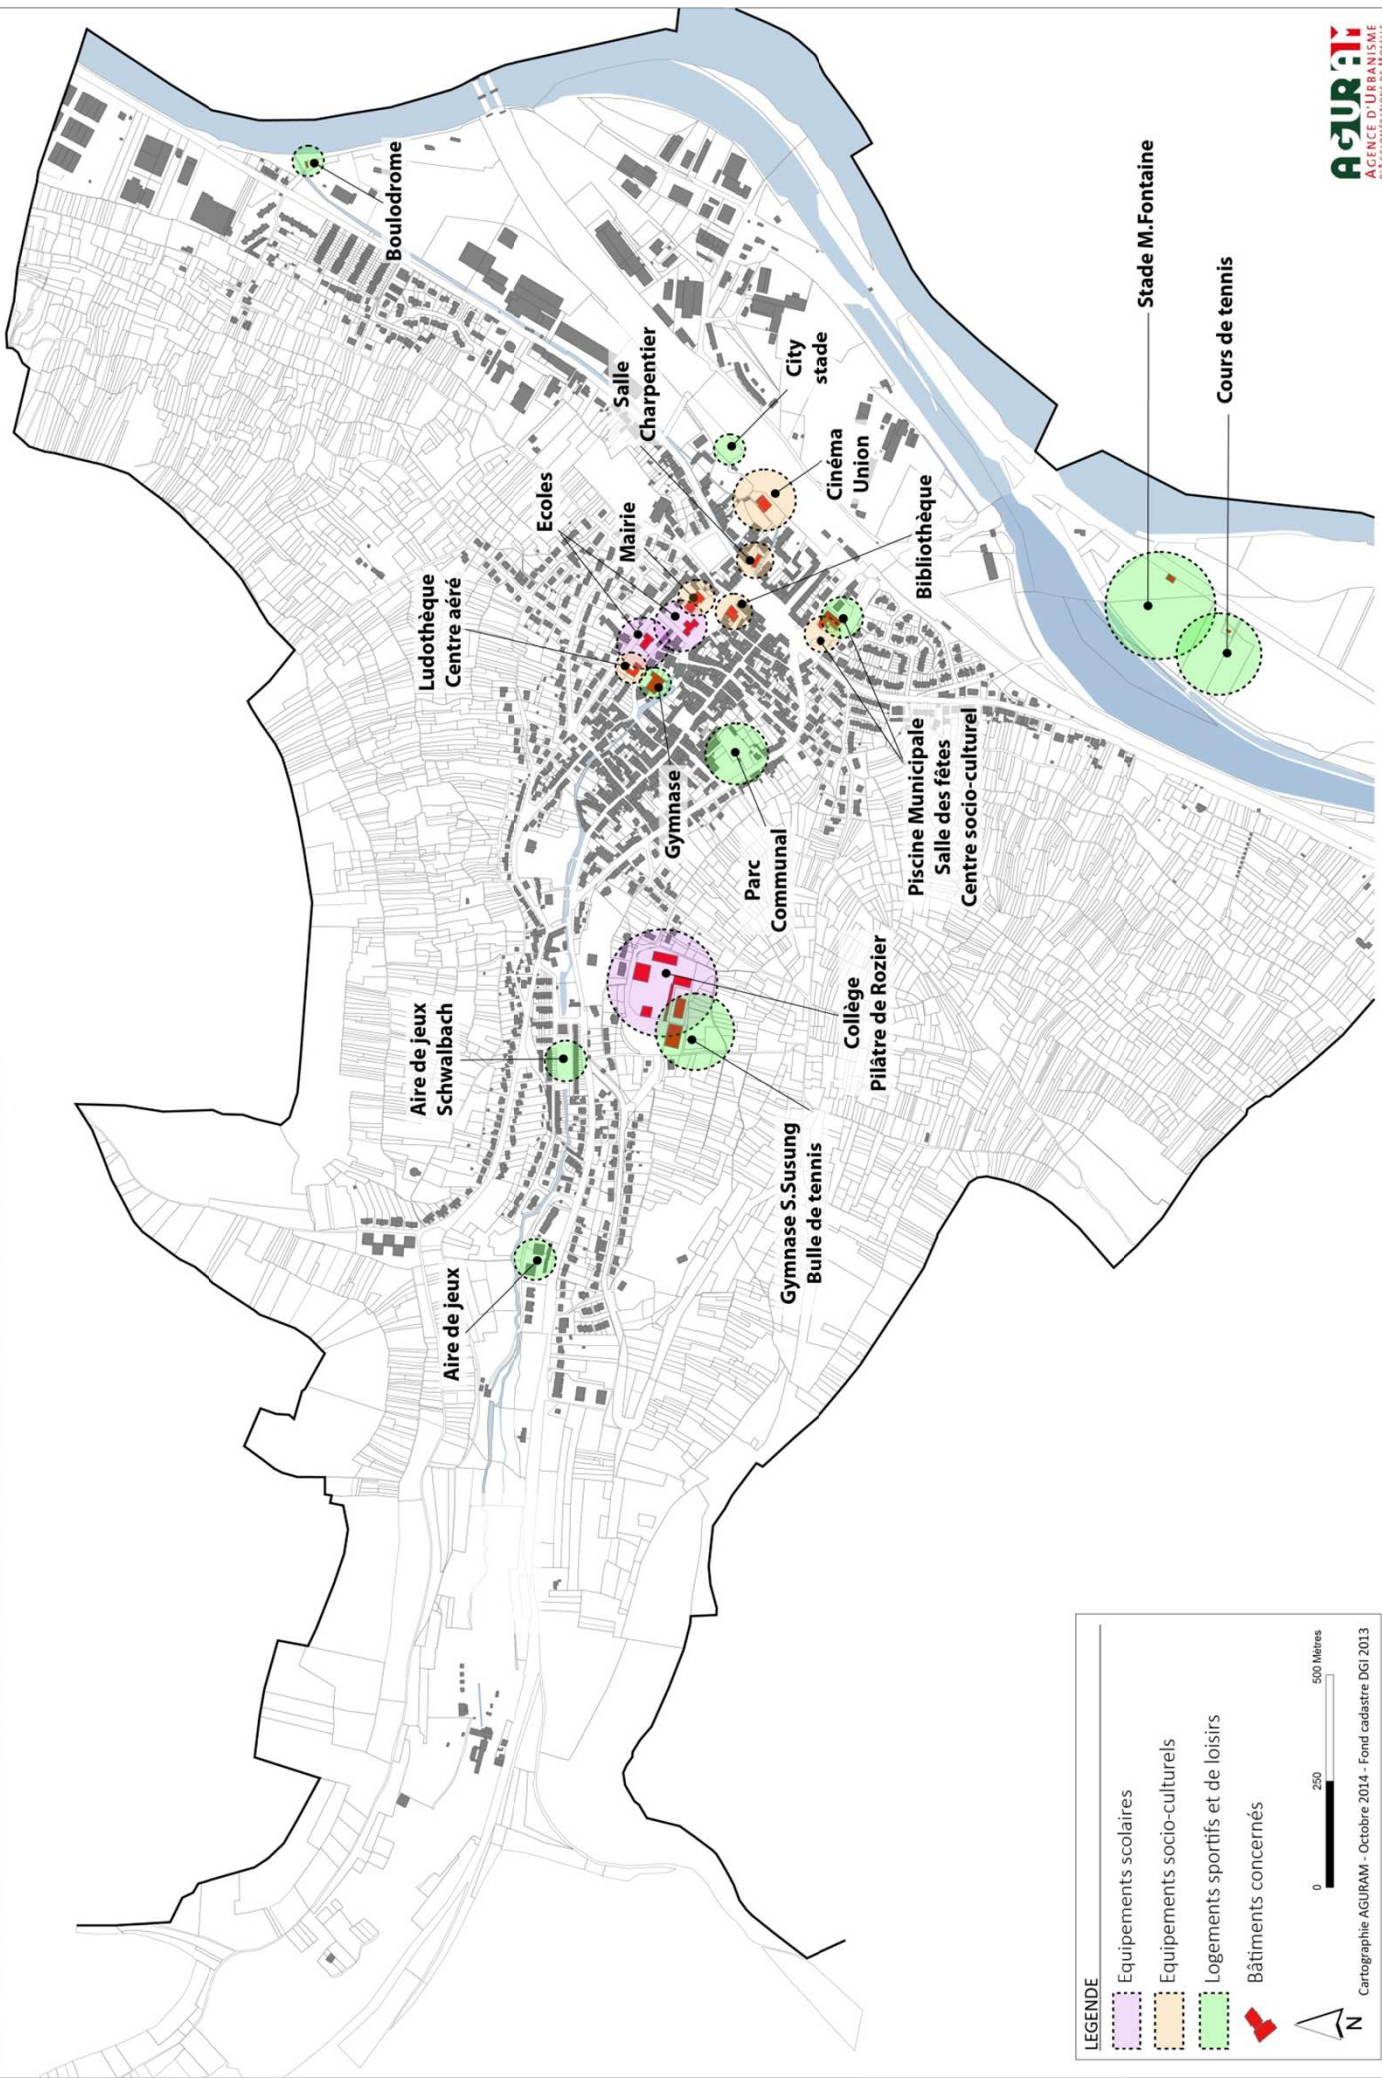 Boulodrome
Salle
Charpentier
City
stade
Ecoles
Mairie
Cinéma
Union
Bibliothèque
Ludothèque
Centre aéré
Stade M.Fontaine
Cours de tennis
Gymnase
Parc
Communal
Piscine Municipale
Salle des fêtes
Centre socio-culturel
Aire de jeux
Schwalbach
Collège
Pilâtre de Rozier
Aire de jeux
Gymnase S.Susung
Bulle de tennis
LEGENDE
Equipements scolaires
Equipements socio-culturels
Logements sportifs et de loisirs
Bâtiments concernés
N
0 250 500 Mètres
Cartographie AGURAM - Octobre 2014 - Fond cadastre DGI 2013
AGURAM
AGENCE D'URBANISME